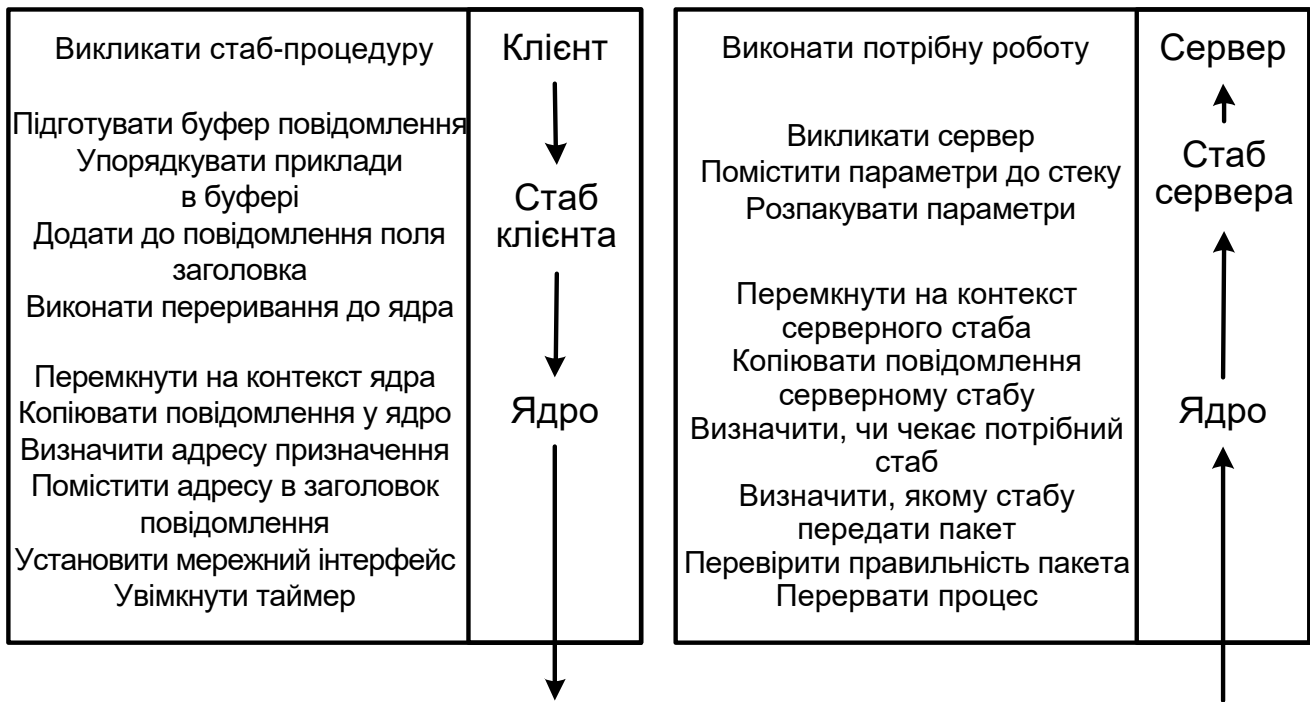 Викликати стаб-процедуру
Клієнт
Підготувати буфер повідомлення
Упорядкувати приклади
в буфері
Додати до повідомлення поля
заголовка
Виконати переривання до ядра
Стаб
клієнта
Перемкнути на контекст ядра
Копіювати повідомлення у ядро
Визначити адресу призначення
Помістити адресу в заголовок
повідомлення
Установити мережний інтерфейс
Увімкнути таймер
Ядро
Виконати потрібну роботу
Сервер
Викликати сервер
Помістити параметри до стеку
Розпакувати параметри
Стаб
сервера
Перемкнути на контекст
серверного стаба
Копіювати повідомлення
серверному стабу
Визначити, чи чекає потрібний
стаб
Визначити, якому стабу
передати пакет
Перевірити правильність пакета
Перервати процес
Ядро